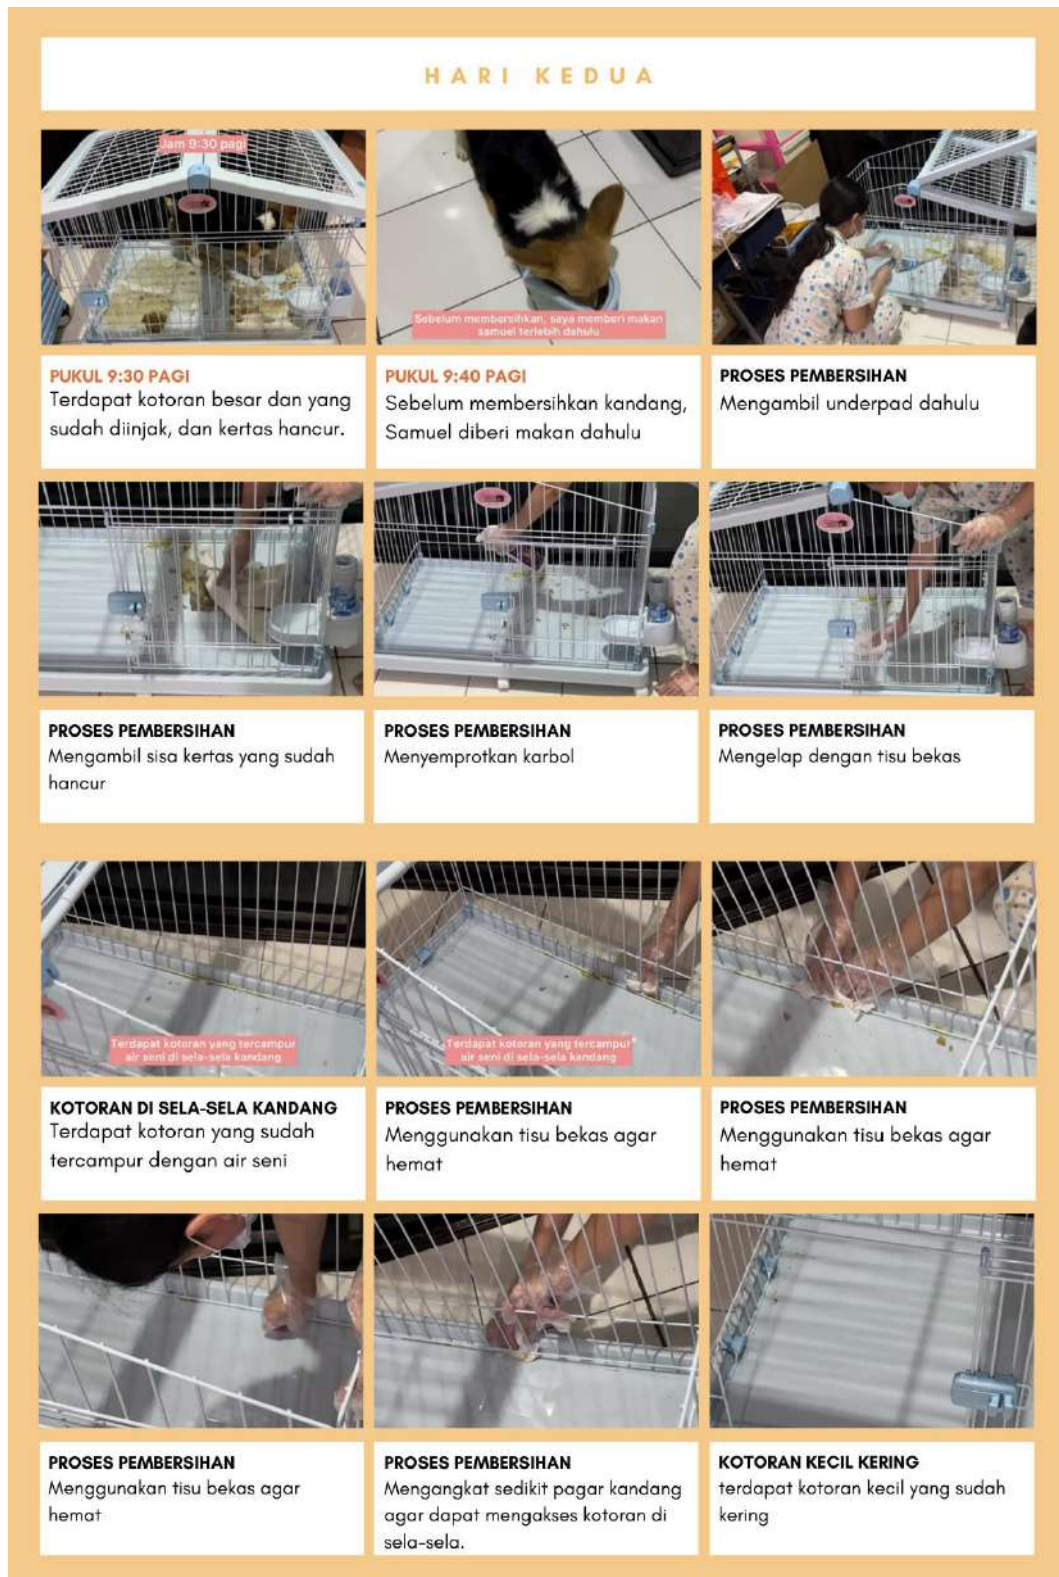 HARI KEDUA
Jam 9:30 pagi
Sebelum membersihkan, saya memberi makan
samuel terlebih dahulu
PUKUL 9:30 PAGI
Terdapat kotoran besar dan yang
sudah diinjak, dan kertas hancur.
PUKUL 9:40 PAGI
Sebelum membersihkan kandang,
Samuel diberi makan dahulu
PROSES PEMBERSIHAN
Mengambil underpad dahulu
PROSES PEMBERSIHAN
Mengambil sisa kertas yang sudah
hancur
PROSES PEMBERSIHAN
Menyemprotkan karbol
PROSES PEMBERSIHAN
Mengelap dengan tisu bekas
Terdapat kotoran yang tercampur
air seni di sela-sela kandang
Terdapat kotoran yang tercampur
air seni di sela-sela kandang
KOTORAN DI SELA-SELA KANDANG
Terdapat kotoran yang sudah
tercampur dengan air seni
PROSES PEMBERSIHAN
Menggunakan tisu bekas agar
hemat
PROSES PEMBERSIHAN
Menggunakan tisu bekas agar
hemat
PROSES PEMBERSIHAN
Menggunakan tisu bekas agar
hemat
PROSES PEMBERSIHAN
Mengangkat sedikit pagar kandang
agar dapat mengakses kotoran di
sela-sela.
KOTORAN KECIL KERING
terdapat kotoran kecil yang sudah
kering